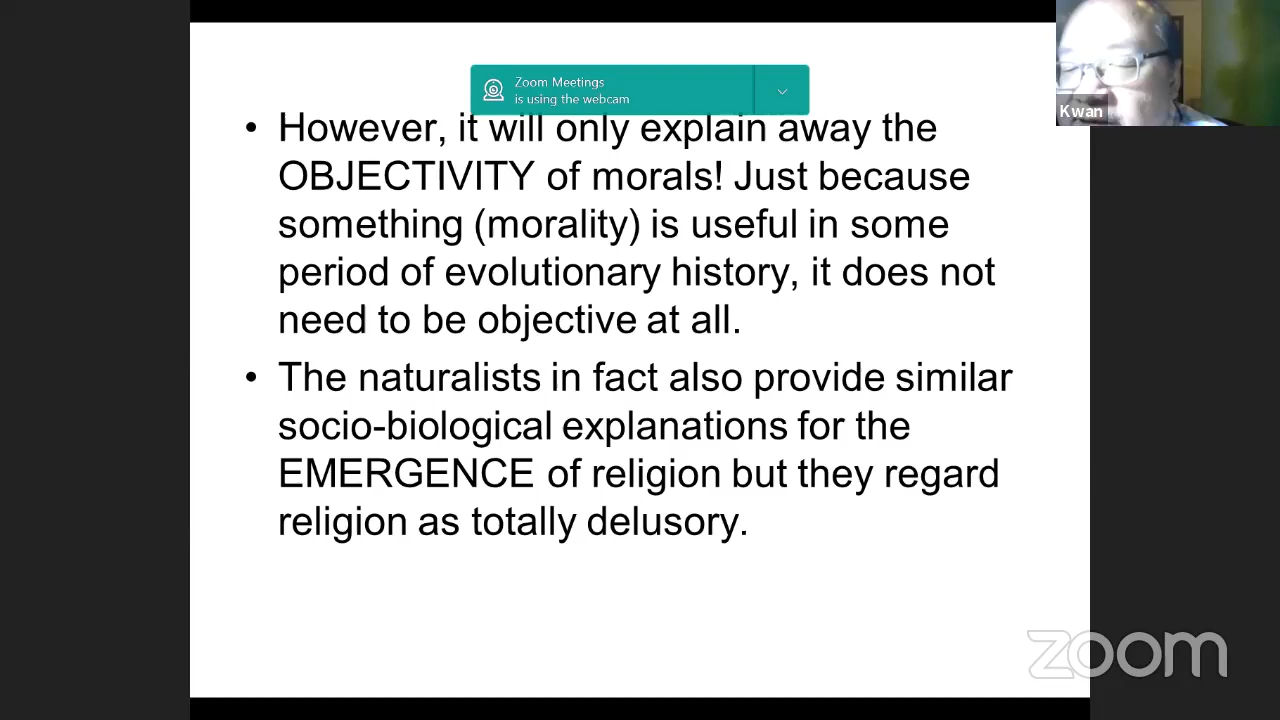 Zoom Meetings
is using the webcam
Kwan
• However, it will only explain away the
OBJECTIVITY of morals! Just because
something (morality) is useful in some
period of evolutionary history, it does not
need to be objective at all.
• The naturalists in fact also provide similar
socio-biological explanations for the
EMERGENCE of religion but they regard
religion as totally delusory.
zoom